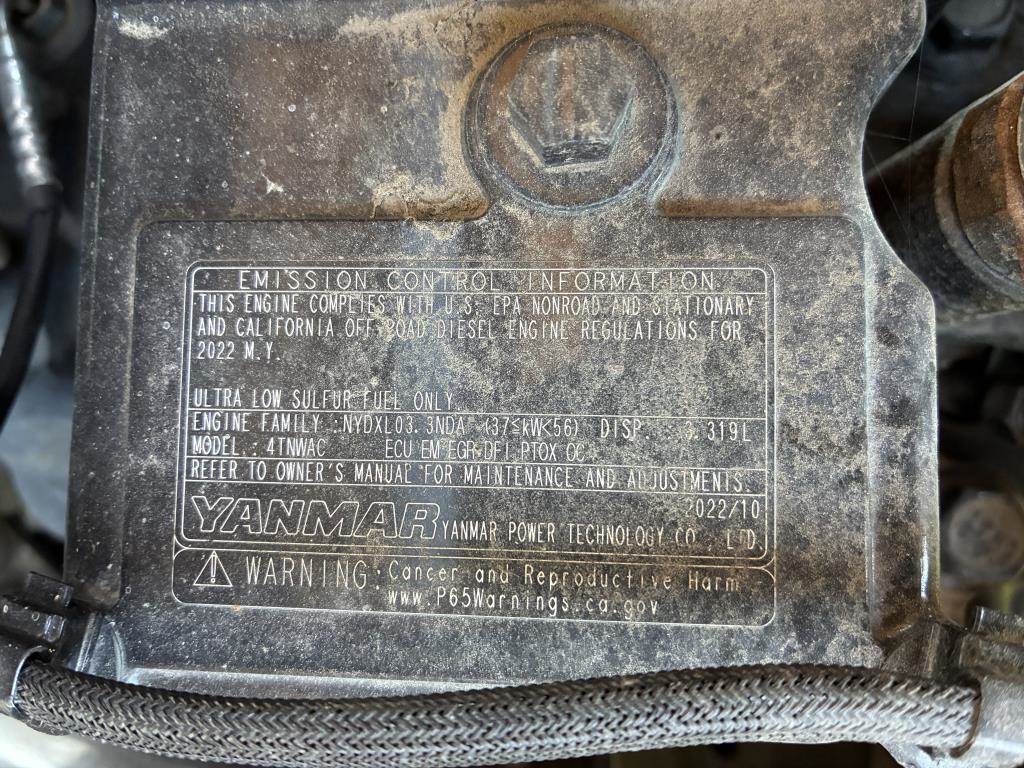 EMISSION CONTROL INFORMATION
THIS ENGINE COMPLIES WITH U.S. EPA NONROAD AND STATIONARY
AND CALIFORNIA OFF-ROAD DIESEL ENGINE REGULATIONS FOR
2022 M.Y.
ULTRA LOW SULFUR FUEL ONLY
ENGINE FAMILY :NYDXL03.3NDA (37≤kW<56) DISP. 3.319L
MODEL : 4TNWAC ECU EM EGR DFI PTOX OC
REFER TO OWNER'S MANUAL FOR MAINTENANCE AND ADJUSTMENTS.
2022/10
YANMAR YANMAR POWER TECHNOLOGY CO., LTD.
WARNING: Cancer and Reproductive Harm
www.P65Warnings.ca.gov